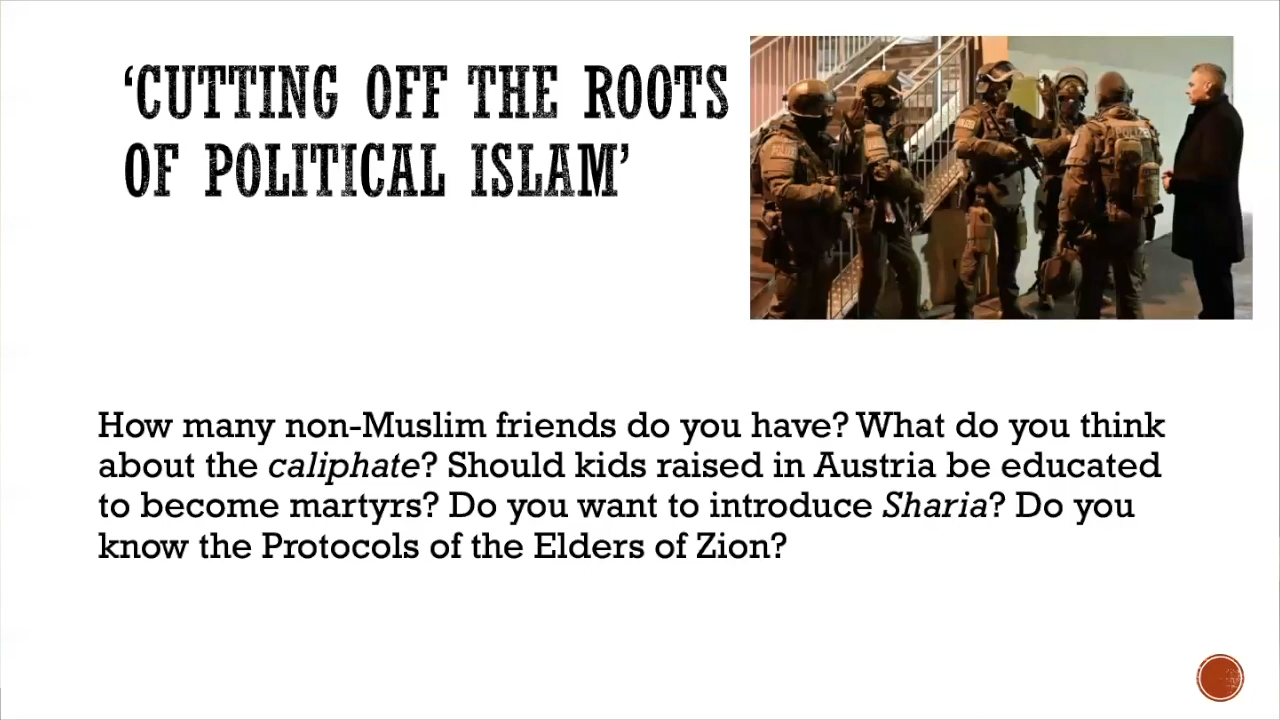 ‘CUTTING OFF THE ROOTS
OF POLITICAL ISLAM’
POLIZEI
How many non-Muslim friends do you have? What do you think
about the caliphate? Should kids raised in Austria be educated
to become martyrs? Do you want to introduce Sharia? Do you
know the Protocols of the Elders of Zion?